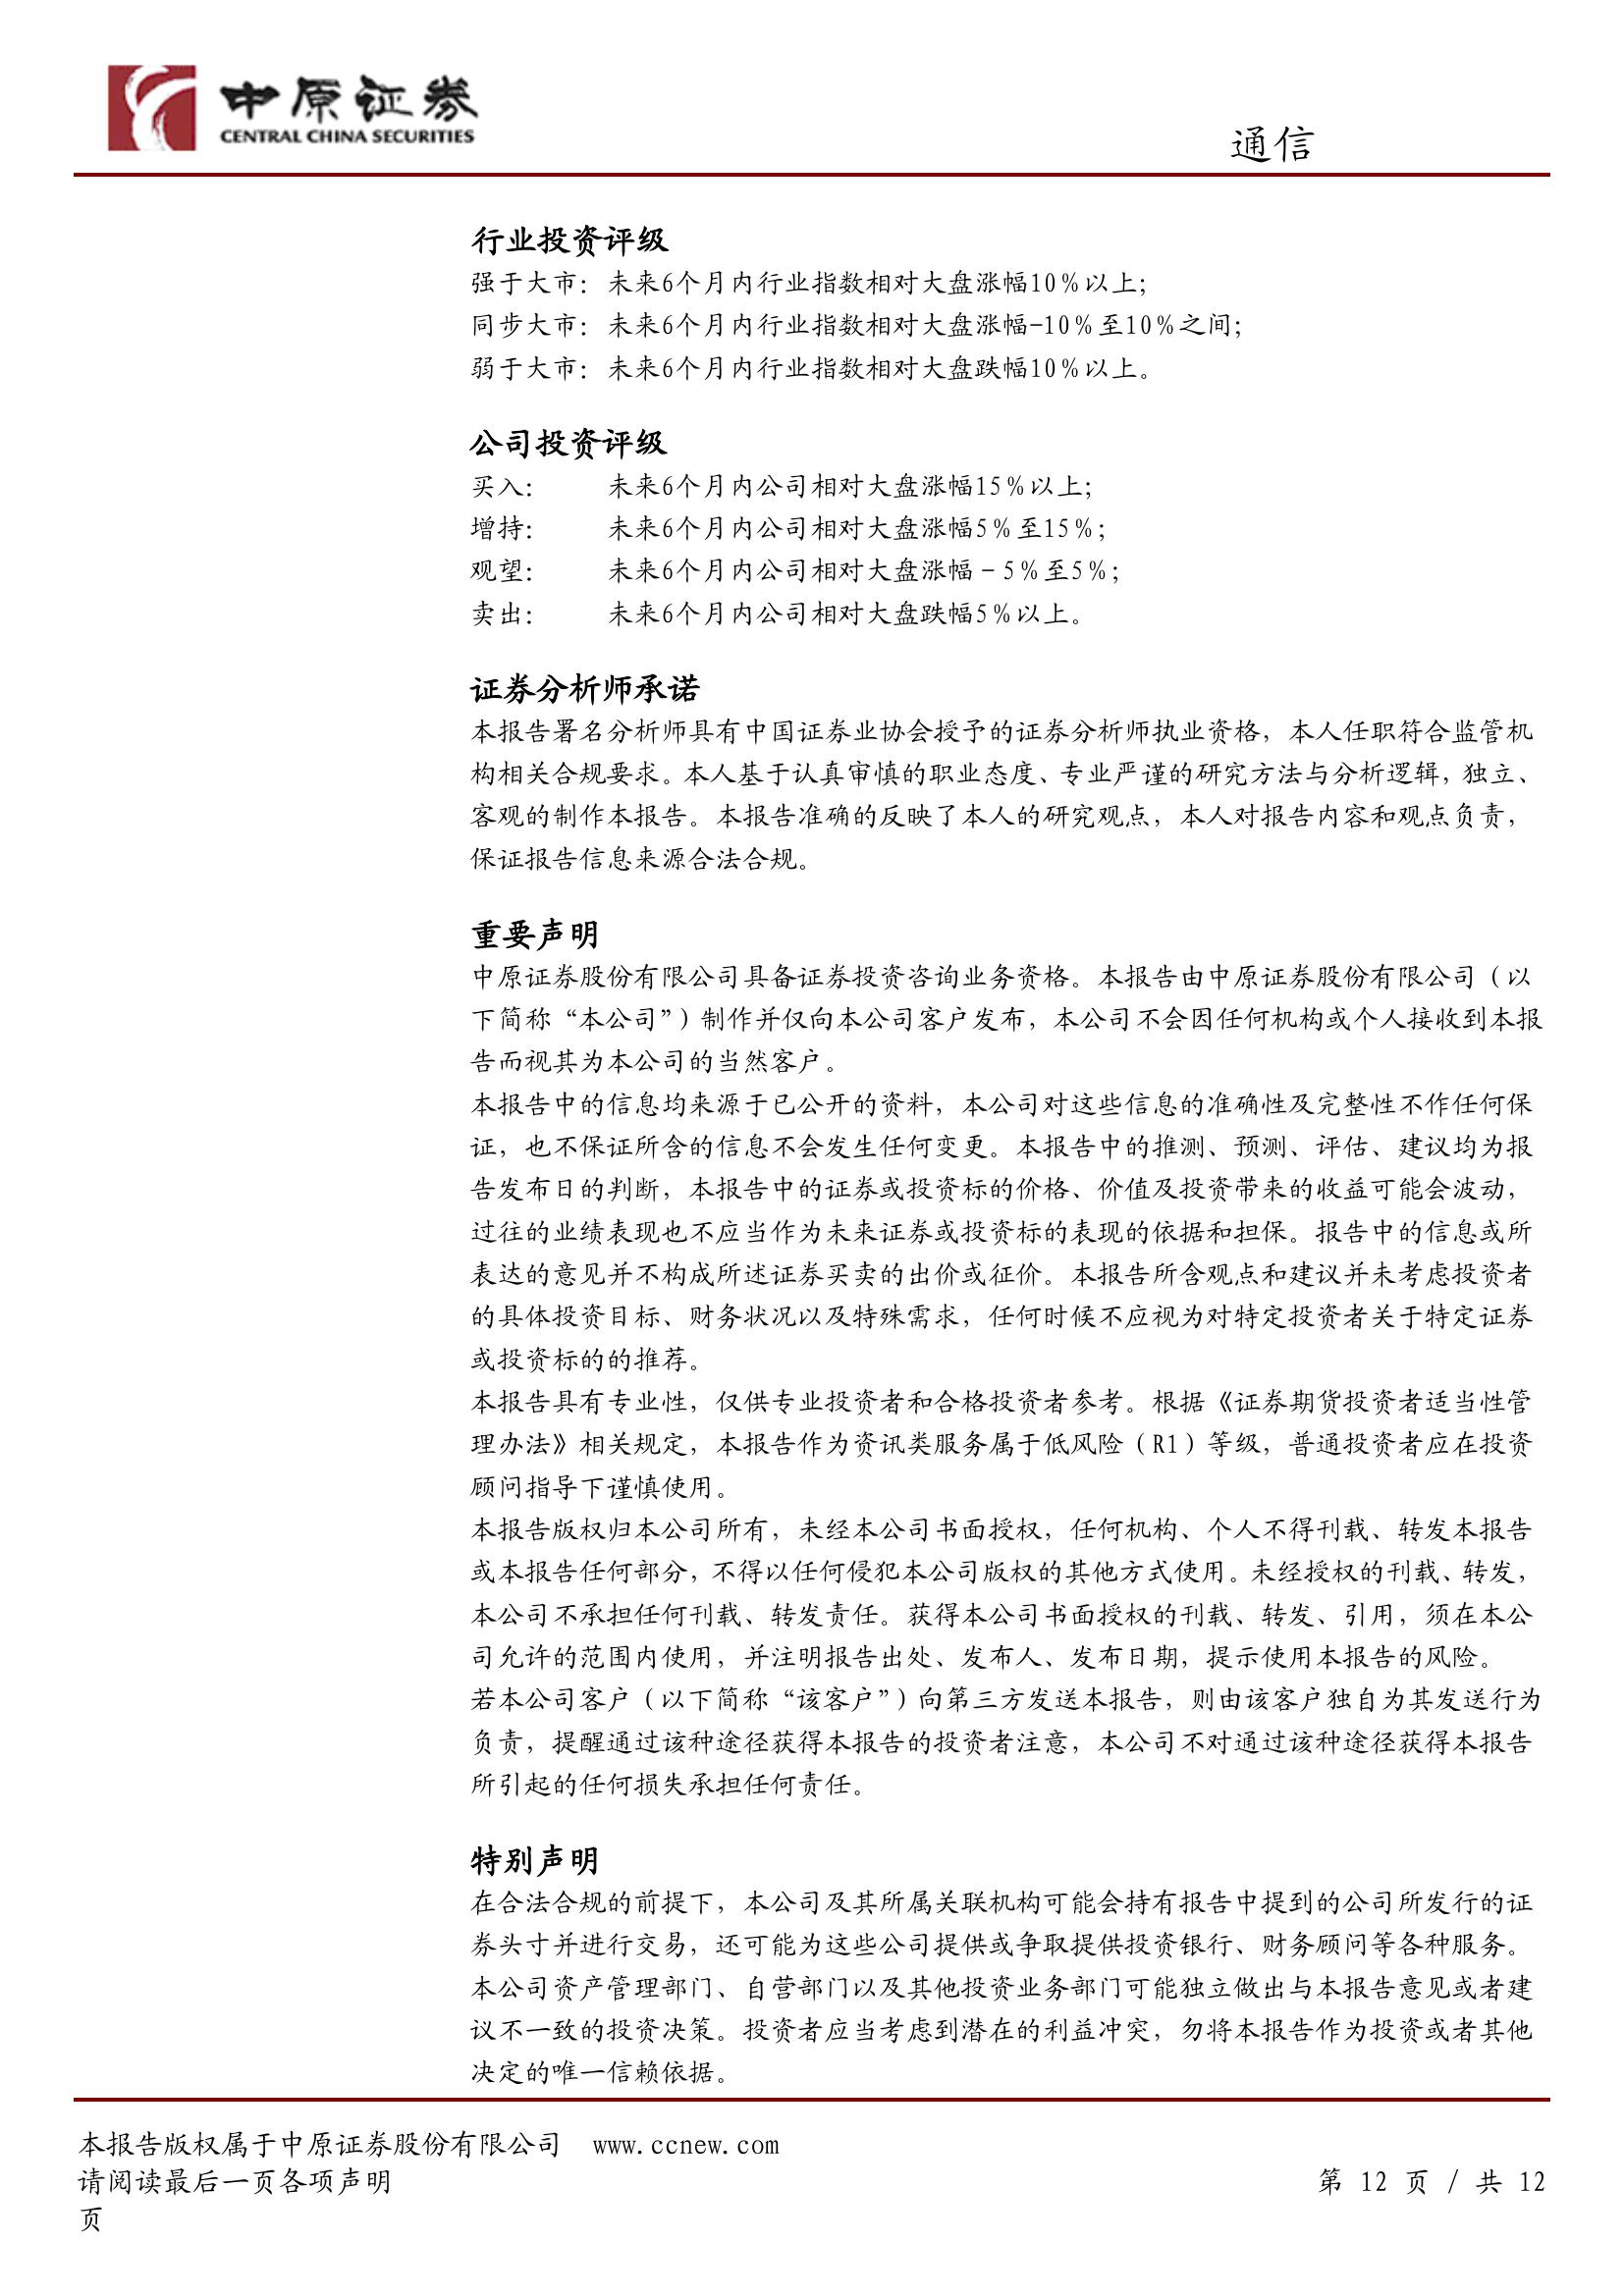 中原证券
CENTRAL CHINA SECURITIES
通信
行业投资评级
强于大市：未来6个月内行业指数相对大盘涨幅10％以上；
同步大市：未来6个月内行业指数相对大盘涨幅-10％至10％之间；
弱于大市：未来6个月内行业指数相对大盘跌幅10％以上。
公司投资评级
买入： 未来6个月内公司相对大盘涨幅15％以上；
增持： 未来6个月内公司相对大盘涨幅5％至15％；
观望： 未来6个月内公司相对大盘涨幅－5％至5％；
卖出： 未来6个月内公司相对大盘跌幅5％以上。
证券分析师承诺
本报告署名分析师具有中国证券业协会授予的证券分析师执业资格，本人任职符合监管机
构相关合规要求。本人基于认真审慎的职业态度、专业严谨的研究方法与分析逻辑，独立、
客观的制作本报告。本报告准确的反映了本人的研究观点，本人对报告内容和观点负责，
保证报告信息来源合法合规。
重要声明
中原证券股份有限公司具备证券投资咨询业务资格。本报告由中原证券股份有限公司（以
下简称“本公司”）制作并仅向本公司客户发布，本公司不会因任何机构或个人接收到本报
告而视其为本公司的当然客户。
本报告中的信息均来源于已公开的资料，本公司对这些信息的准确性及完整性不作任何保
证，也不保证所含的信息不会发生任何变更。本报告中的推测、预测、评估、建议均为报
告发布日的判断，本报告中的证券或投资标的价格、价值及投资带来的收益可能会波动，
过往的业绩表现也不应当作为未来证券或投资标的表现的依据和担保。报告中的信息或所
表达的意见并不构成所述证券买卖的出价或征价。本报告所含观点和建议并未考虑投资者
的具体投资目标、财务状况以及特殊需求，任何时候不应视为对特定投资者关于特定证券
或投资标的的推荐。
本报告具有专业性，仅供专业投资者和合格投资者参考。根据《证券期货投资者适当性管
理办法》相关规定，本报告作为资讯类服务属于低风险（R1）等级，普通投资者应在投资
顾问指导下谨慎使用。
本报告版权归本公司所有，未经本公司书面授权，任何机构、个人不得刊载、转发本报告
或本报告任何部分，不得以任何侵犯本公司版权的其他方式使用。未经授权的刊载、转发，
本公司不承担任何刊载、转发责任。获得本公司书面授权的刊载、转发、引用，须在本公
司允许的范围内使用，并注明报告出处、发布人、发布日期，提示使用本报告的风险。
若本公司客户（以下简称“该客户”）向第三方发送本报告，则由该客户独自为其发送行为
负责，提醒通过该种途径获得本报告的投资者注意，本公司不对通过该种途径获得本报告
所引起的任何损失承担任何责任。
特别声明
在合法合规的前提下，本公司及其所属关联机构可能会持有报告中提到的公司所发行的证
券头寸并进行交易，还可能为这些公司提供或争取提供投资银行、财务顾问等各种服务。
本公司资产管理部门、自营部门以及其他投资业务部门可能独立做出与本报告意见或者建
议不一致的投资决策。投资者应当考虑到潜在的利益冲突，勿将本报告作为投资或者其他
决定的唯一信赖依据。
本报告版权属于中原证券股份有限公司 www.ccnew.com
请阅读最后一页各项声明 第 12 页 / 共 12
页